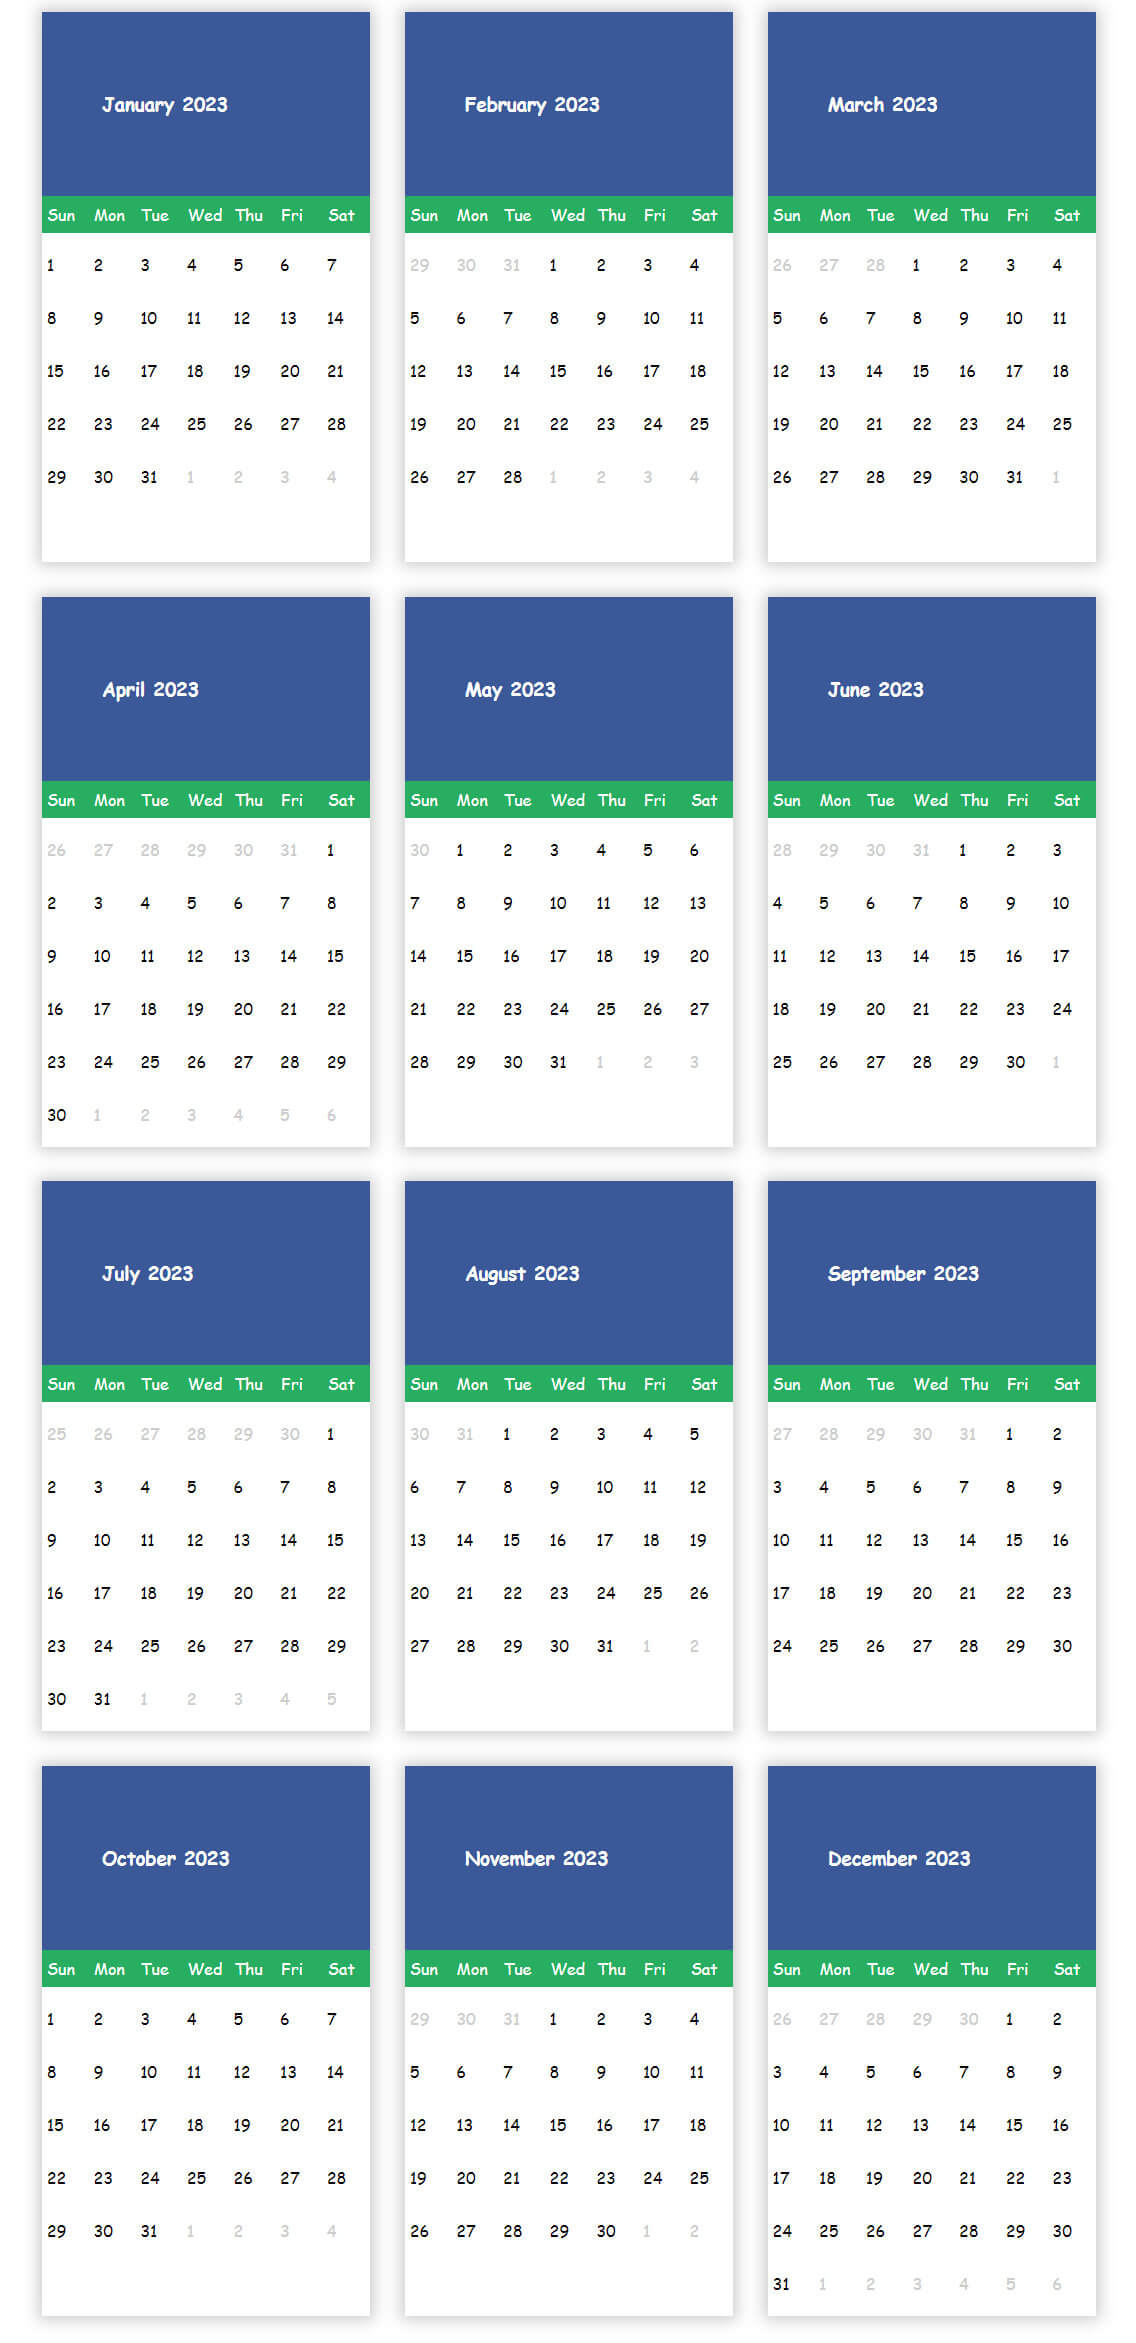 January 2023
Sun Mon Tue Wed Thu Fri Sat
1 2 3 4 5 6 7
8 9 10 11 12 13 14
15 16 17 18 19 20 21
22 23 24 25 26 27 28
29 30 31 1 2 3 4
February 2023
Sun Mon Tue Wed Thu Fri Sat
29 30 31 1 2 3 4
5 6 7 8 9 10 11
12 13 14 15 16 17 18
19 20 21 22 23 24 25
26 27 28 1 2 3 4
March 2023
Sun Mon Tue Wed Thu Fri Sat
26 27 28 1 2 3 4
5 6 7 8 9 10 11
12 13 14 15 16 17 18
19 20 21 22 23 24 25
26 27 28 29 30 31 1
April 2023
Sun Mon Tue Wed Thu Fri Sat
26 27 28 29 30 31 1
2 3 4 5 6 7 8
9 10 11 12 13 14 15
16 17 18 19 20 21 22
23 24 25 26 27 28 29
30 1 2 3 4 5 6
May 2023
Sun Mon Tue Wed Thu Fri Sat
30 1 2 3 4 5 6
7 8 9 10 11 12 13
14 15 16 17 18 19 20
21 22 23 24 25 26 27
28 29 30 31 1 2 3
June 2023
Sun Mon Tue Wed Thu Fri Sat
28 29 30 31 1 2 3
4 5 6 7 8 9 10
11 12 13 14 15 16 17
18 19 20 21 22 23 24
25 26 27 28 29 30 1
July 2023
Sun Mon Tue Wed Thu Fri Sat
25 26 27 28 29 30 1
2 3 4 5 6 7 8
9 10 11 12 13 14 15
16 17 18 19 20 21 22
23 24 25 26 27 28 29
30 31 1 2 3 4 5
August 2023
Sun Mon Tue Wed Thu Fri Sat
30 31 1 2 3 4 5
6 7 8 9 10 11 12
13 14 15 16 17 18 19
20 21 22 23 24 25 26
27 28 29 30 31 1 2
September 2023
Sun Mon Tue Wed Thu Fri Sat
27 28 29 30 31 1 2
3 4 5 6 7 8 9
10 11 12 13 14 15 16
17 18 19 20 21 22 23
24 25 26 27 28 29 30
October 2023
Sun Mon Tue Wed Thu Fri Sat
1 2 3 4 5 6 7
8 9 10 11 12 13 14
15 16 17 18 19 20 21
22 23 24 25 26 27 28
29 30 31 1 2 3 4
November 2023
Sun Mon Tue Wed Thu Fri Sat
29 30 31 1 2 3 4
5 6 7 8 9 10 11
12 13 14 15 16 17 18
19 20 21 22 23 24 25
26 27 28 29 30 1 2
December 2023
Sun Mon Tue Wed Thu Fri Sat
26 27 28 29 30 1 2
3 4 5 6 7 8 9
10 11 12 13 14 15 16
17 18 19 20 21 22 23
24 25 26 27 28 29 30
31 1 2 3 4 5 6